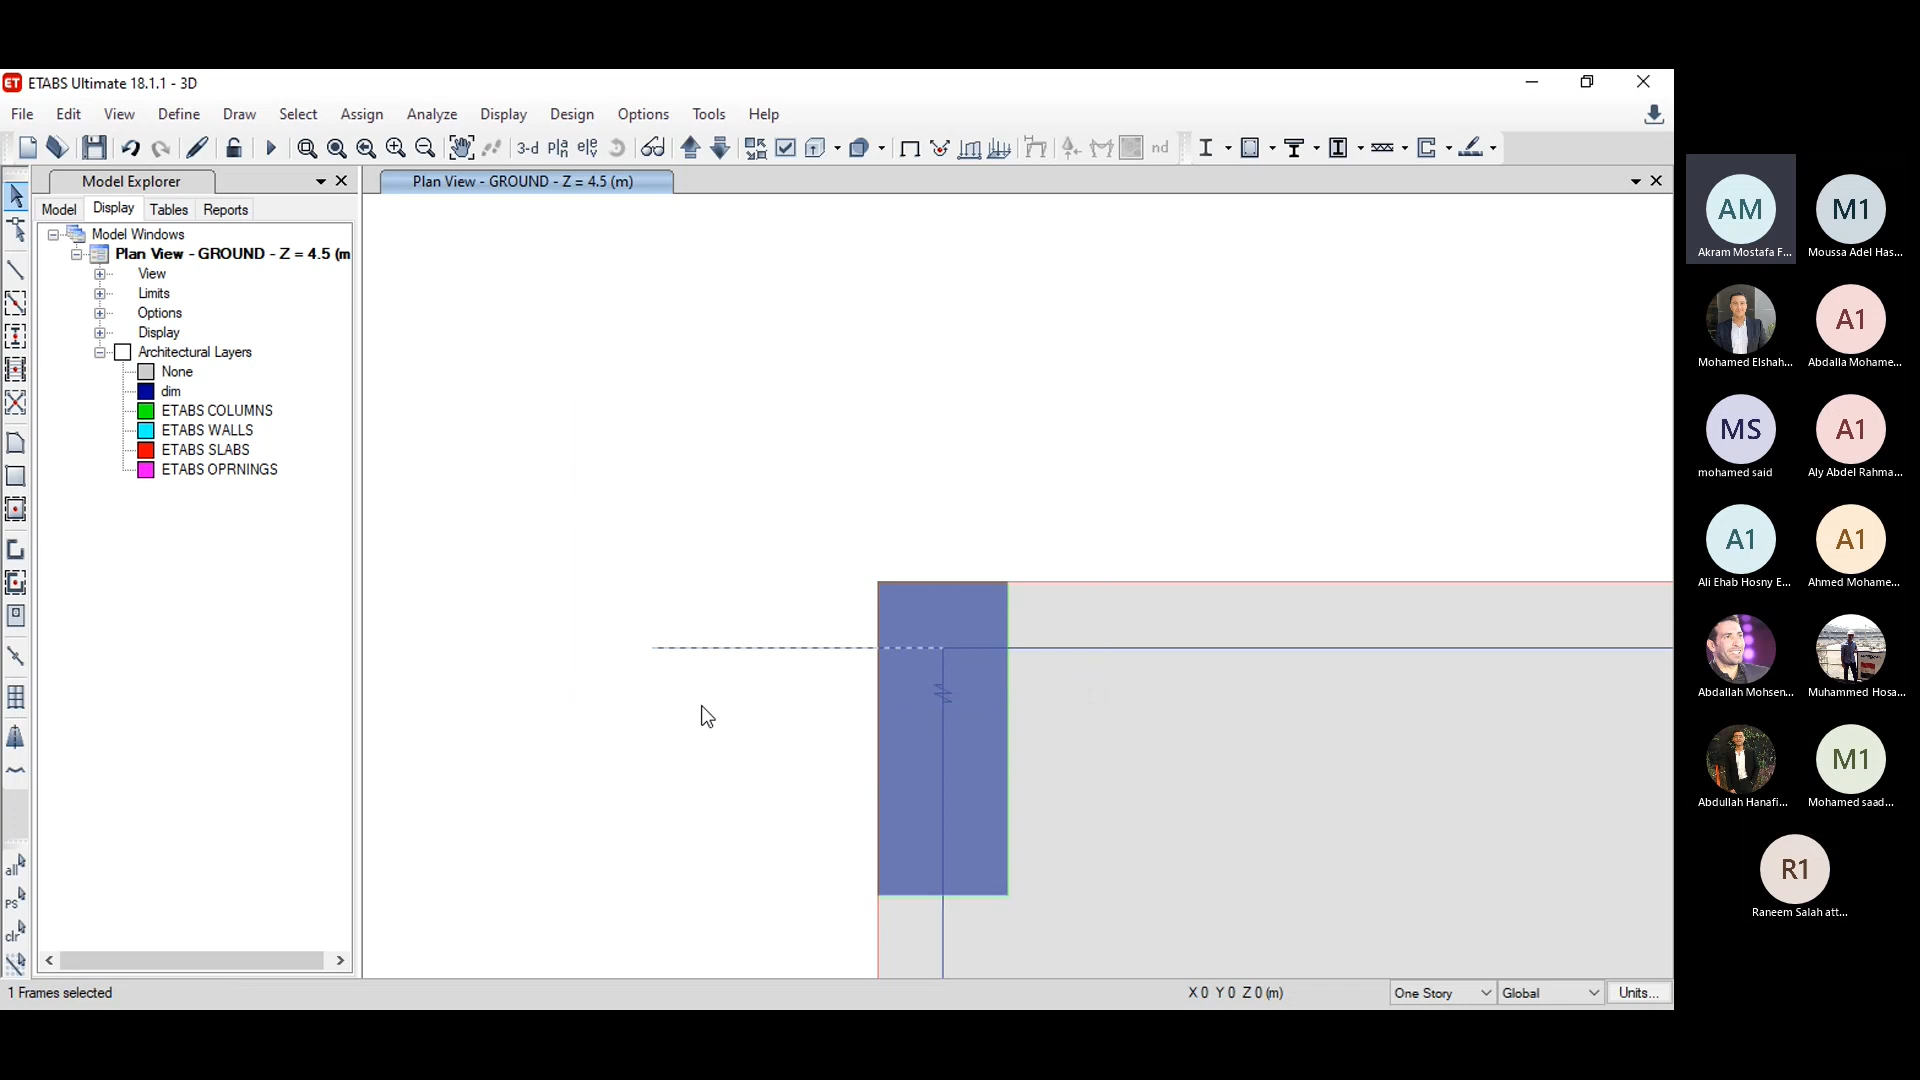 ET ETABS Ultimate 18.1.1 - 3D
File Edit View Define Draw Select Assign Analyze Display Design Options Tools Help
3-d nd
Model Explorer
Plan View - GROUND - Z = 4.5 (m)
Model Display Tables Reports
Model Windows
Plan View - GROUND - Z = 4.5 (m
View
Limits
Options
Display
Architectural Layers
None
dim
ETABS COLUMNS
ETABS WALLS
ETABS SLABS
ETABS OPRNINGS
all
PS
clr
1 Frames selected
X 0 Y 0 Z 0 (m)
One Story
Global
Units...
AM
Akram Mostafa F...
M1
Moussa Adel Has...
Mohamed Elshah...
A1
Abdalla Mohame...
MS
mohamed said
A1
Aly Abdel Rahma...
A1
Ali Ehab Hosny E...
A1
Ahmed Mohame...
Abdallah Mohsen...
Muhammed Hosa...
Abdullah Hanafi...
M1
Mohamed saad...
R1
Raneem Salah att...